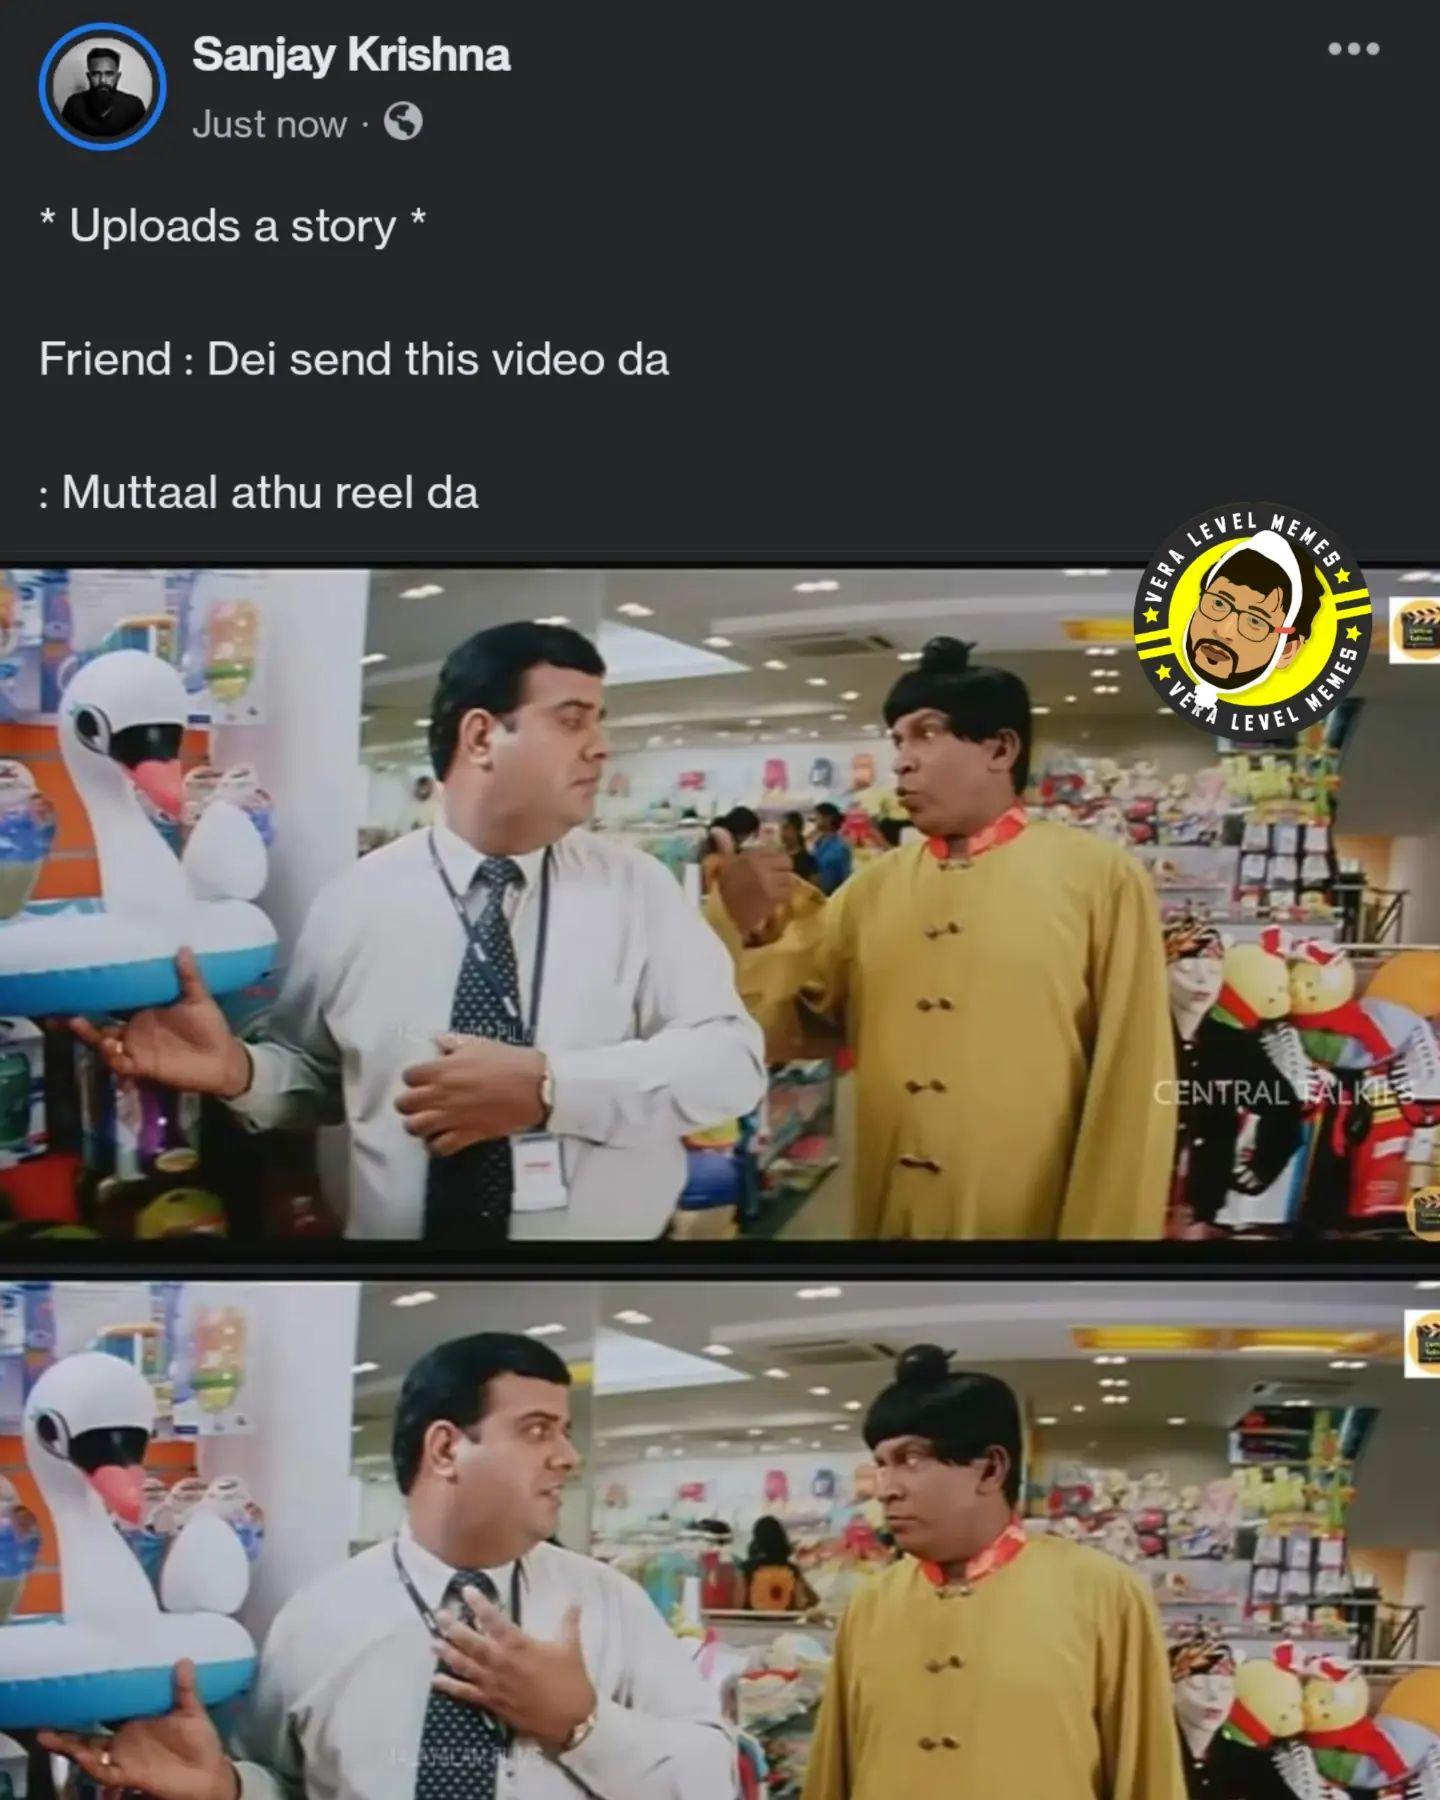 Sanjay Krishna
Just now ·
* Uploads a story *
Friend : Dei send this video da
: Muttaal athu reel da
VERA LEVEL MEMES
VERA LEVEL MEMES
CENTRAL TALKIES